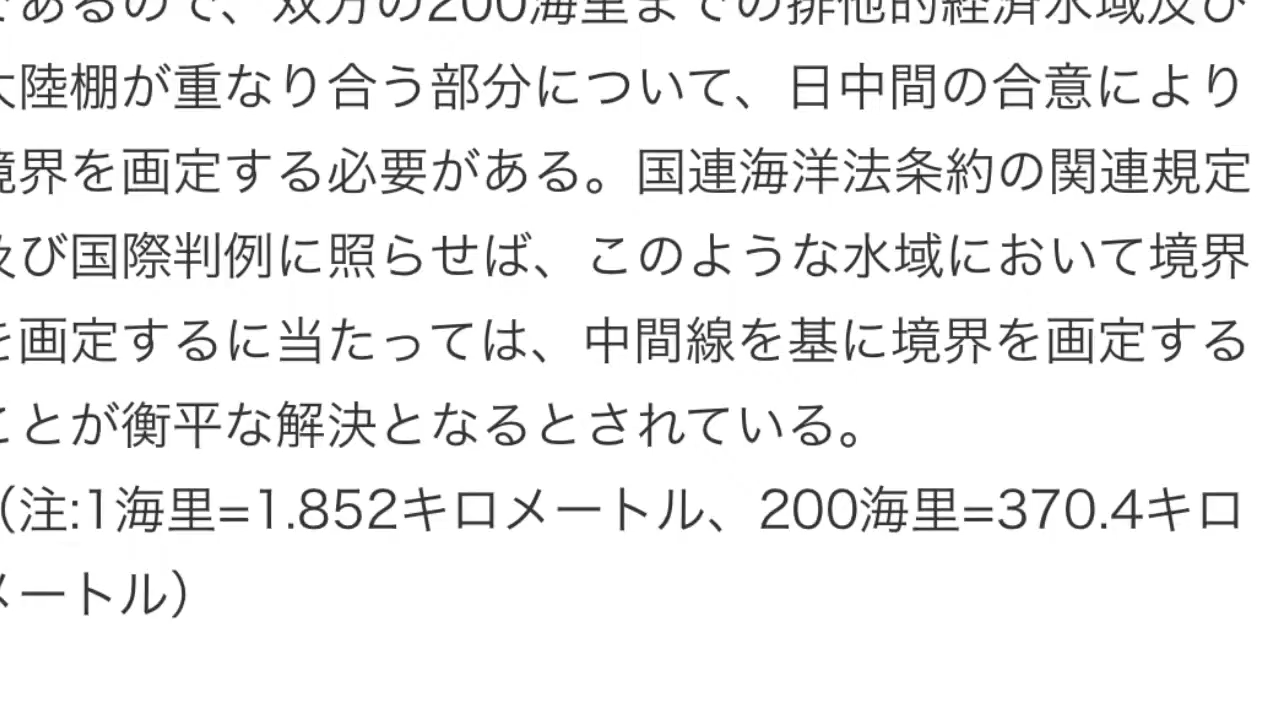 であるので、双方の200海里までの排他的経済水域及び
大陸棚が重なり合う部分について、日中間の合意により
境界を画定する必要がある。国連海洋法条約の関連規定
及び国際判例に照らせば、このような水域において境界
を画定するに当たっては、中間線を基に境界を画定する
ことが衡平な解決となるとされている。
（注:1海里=1.852キロメートル、200海里=370.4キロ
メートル）